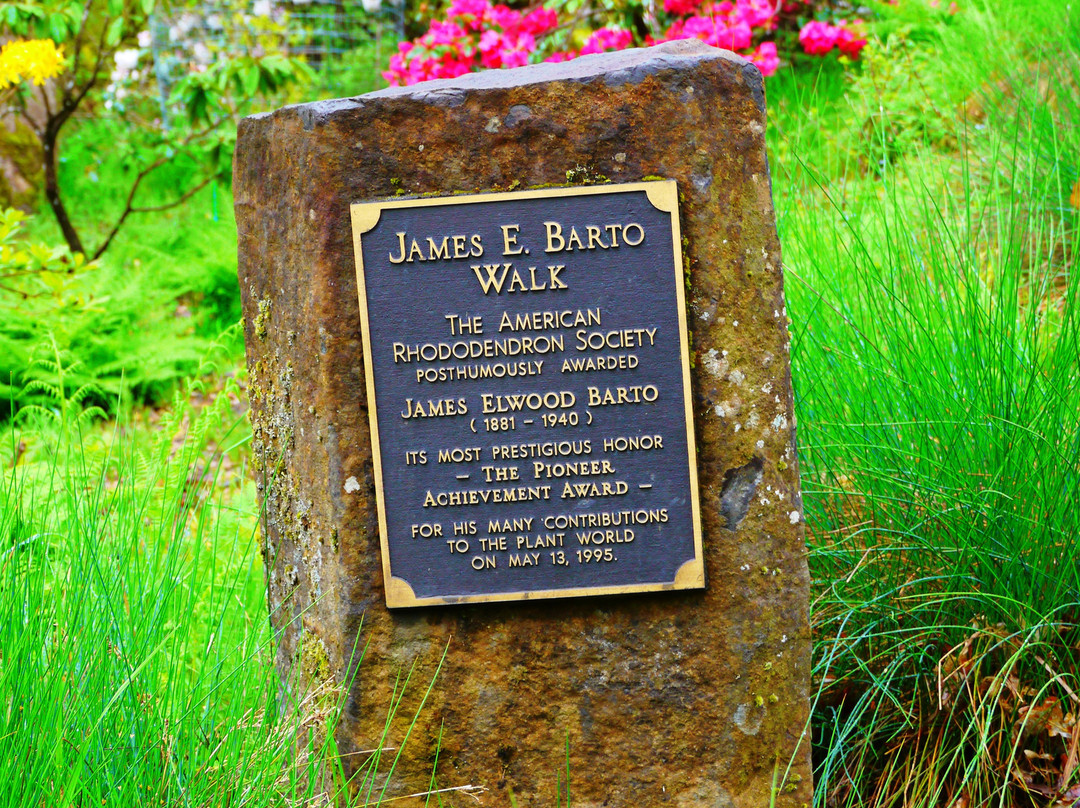 James E. Barto
Walk
The American
Rhododendron Society
posthumously awarded
James Elwood Barto
( 1881 – 1940 )
its most prestigious honor
– The Pioneer
Achievement Award –
for his many contributions
to the plant world
on May 13, 1995.